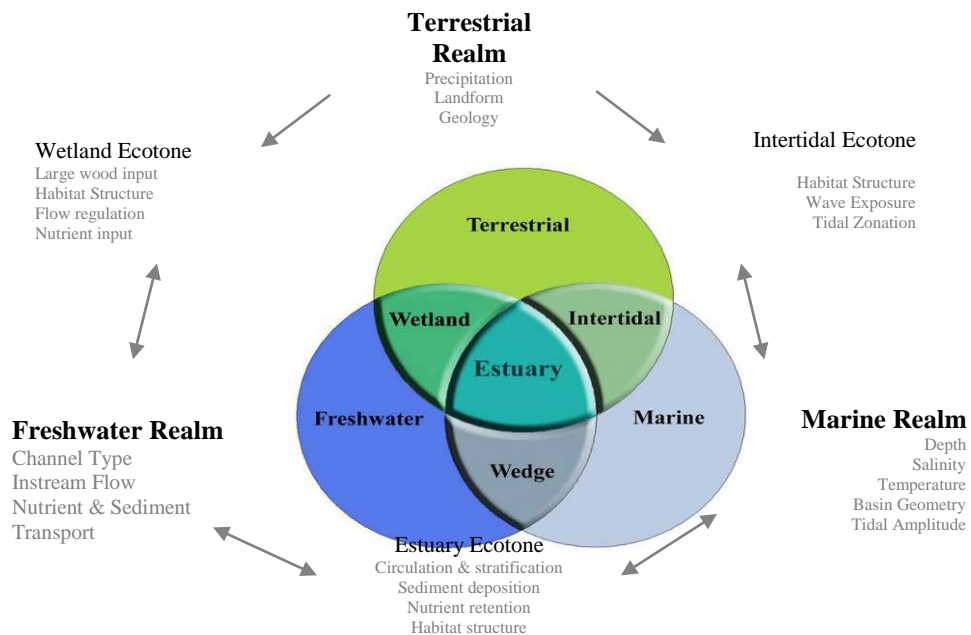 Terrestrial
Realm
Precipitation
Landform
Geology
Wetland Ecotone
Large wood input
Habitat Structure
Flow regulation
Nutrient input
Intertidal Ecotone
Habitat Structure
Wave Exposure
Tidal Zonation
Terrestrial
Wetland
Intertidal
Estuary
Freshwater
Marine
Wedge
Freshwater Realm
Channel Type
Instream Flow
Nutrient & Sediment
Transport
Marine Realm
Depth
Salinity
Temperature
Basin Geometry
Tidal Amplitude
Estuary Ecotone
Circulation & stratification
Sediment deposition
Nutrient retention
Habitat structure